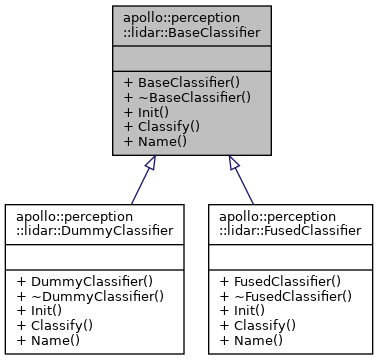 apollo::perception
::lidar::BaseClassifier
+ BaseClassifier()
+ ~BaseClassifier()
+ Init()
+ Classify()
+ Name()
apollo::perception
::lidar::DummyClassifier
+ DummyClassifier()
+ ~DummyClassifier()
+ Init()
+ Classify()
+ Name()
apollo::perception
::lidar::FusedClassifier
+ FusedClassifier()
+ ~FusedClassifier()
+ Init()
+ Classify()
+ Name()